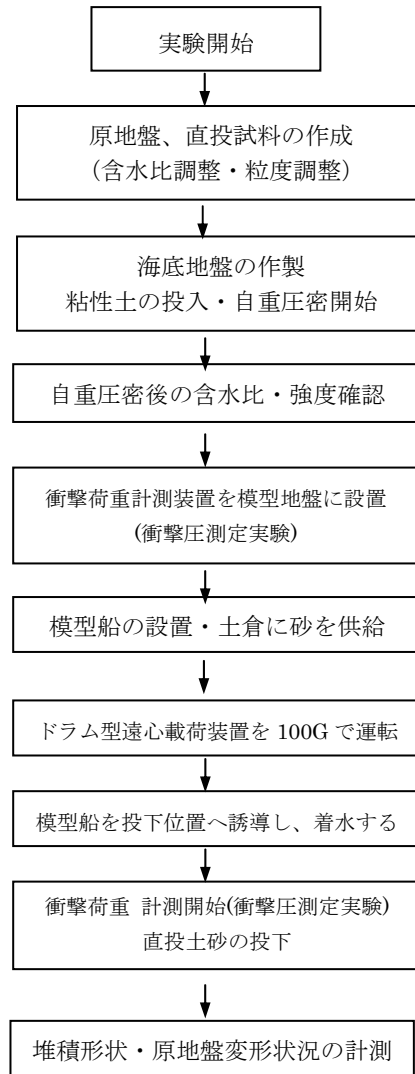 実験開始
原地盤、直投試料の作成
（含水比調整・粒度調整）
海底地盤の作製
粘性土の投入・自重圧密開始
自重圧密後の含水比・強度確認
衝撃荷重計測装置を模型地盤に設置
(衝撃圧測定実験)
模型船の設置・土倉に砂を供給
ドラム型遠心載荷装置を 100G で運転
模型船を投下位置へ誘導し、着水する
衝撃荷重 計測開始(衝撃圧測定実験)
直投土砂の投下
堆積形状・原地盤変形状況の計測